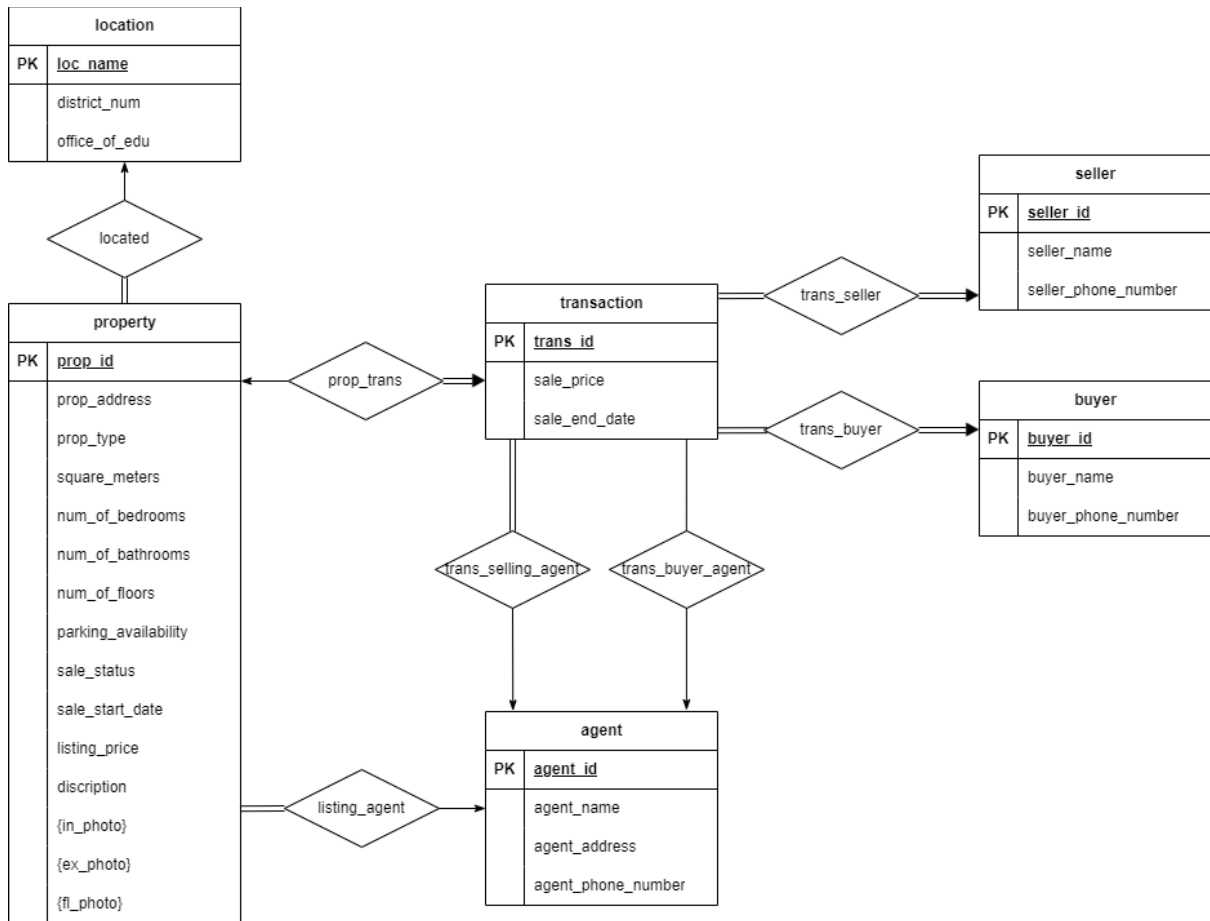 location
PK loc_name
district_num
office_of_edu
located
property
PK prop_id
prop_address
prop_type
square_meters
num_of_bedrooms
num_of_bathrooms
num_of_floors
parking_availability
sale_status
sale_start_date
listing_price
discription
{in_photo}
{ex_photo}
{fl_photo}
prop_trans
transaction
PK trans_id
sale_price
sale_end_date
trans_seller
seller
PK seller_id
seller_name
seller_phone_number
trans_buyer
buyer
PK buyer_id
buyer_name
buyer_phone_number
trans_selling_agent
trans_buyer_agent
listing_agent
agent
PK agent_id
agent_name
agent_address
agent_phone_number